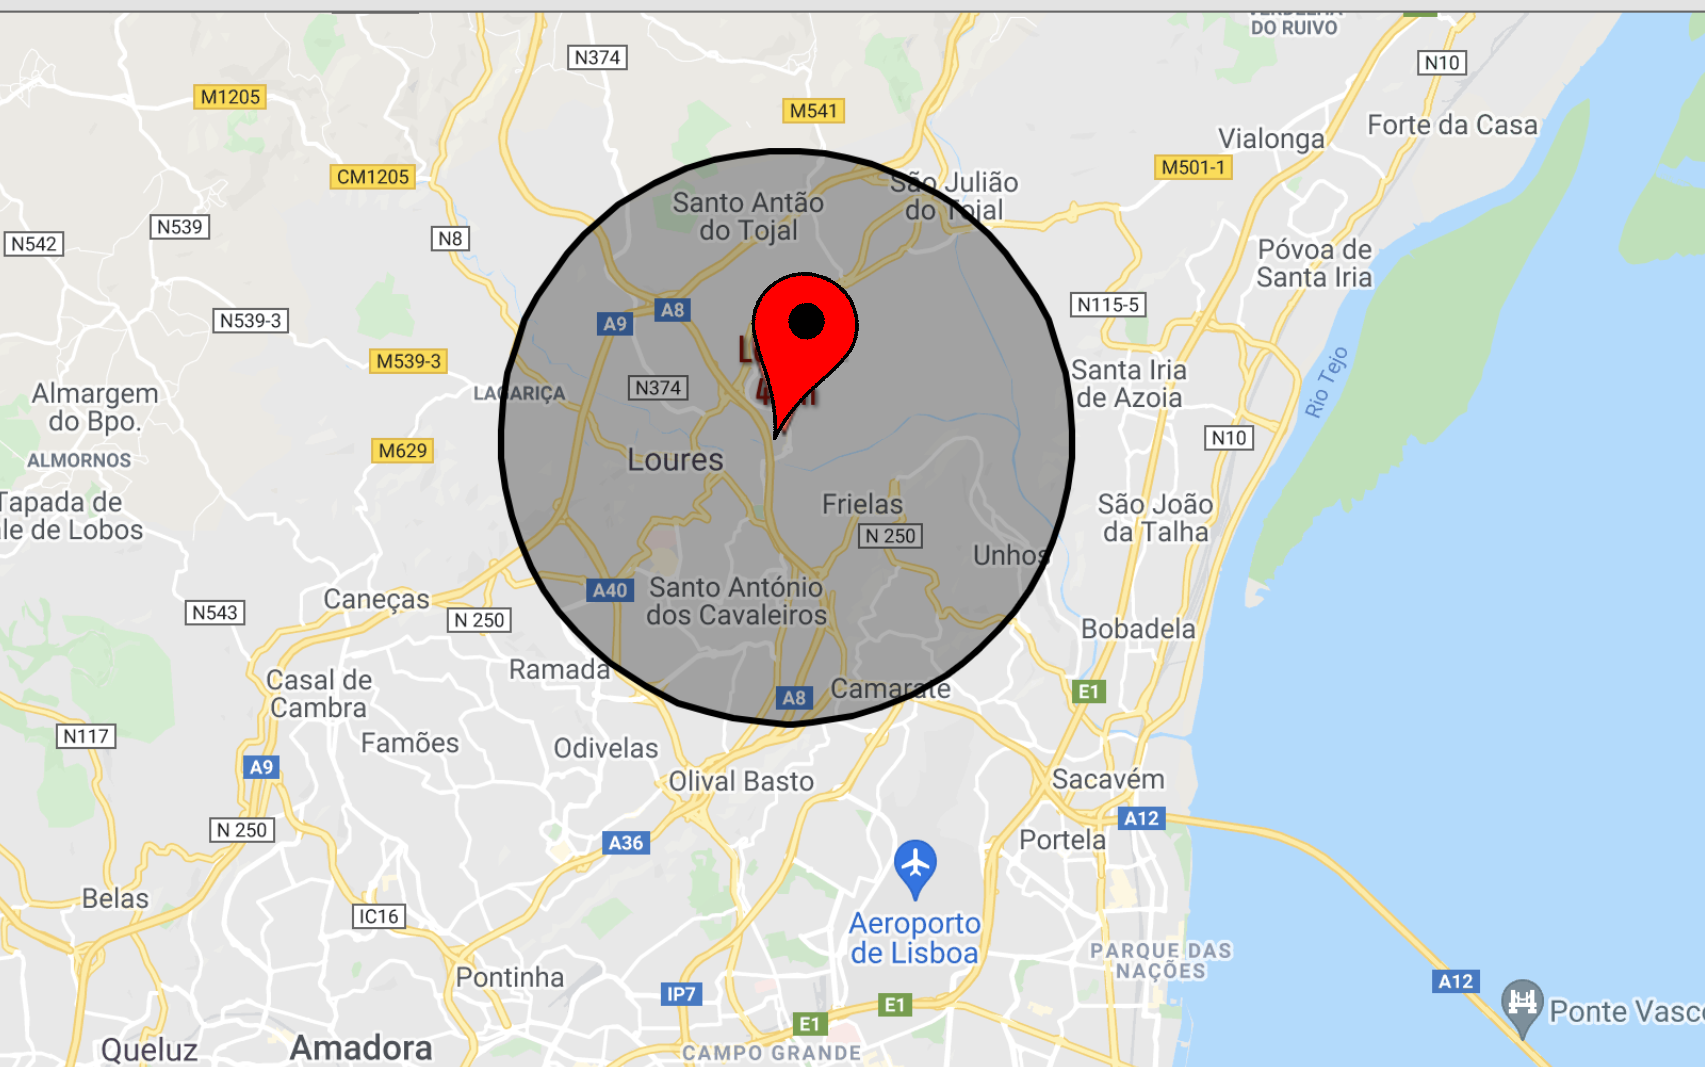 VERDELHA
DO RUIVO
N374
N10
M1205
M541
Forte da Casa
Vialonga
M501-1
CM1205
São Julião
do Tojal
Santo Antão
do Tojal
N539
N8
N542
Póvoa de
Santa Iria
N115-5
A8
A9
N539-3
M539-3
Santa Iria
de Azoia
Rio Tejo
N374
LAGARIÇA
Almargem
do Bpo.
N10
M629
ALMORNOS
Loures
Tapada de
le de Lobos
Frielas
São João
da Talha
N 250
Unhos
A40
Santo António
dos Cavaleiros
Caneças
N543
N 250
Bobadela
Ramada
Casal de
Cambra
Camarate
A8
E1
N117
Famões
Odivelas
A9
Olival Basto
Sacavém
A12
N 250
A36
Portela
Belas
IC16
Aeroporto
de Lisboa
PARQUE DAS
NAÇÕES
Pontinha
A12
IP7
E1
Ponte Vasc
E1
Queluz
Amadora
CAMPO GRANDE